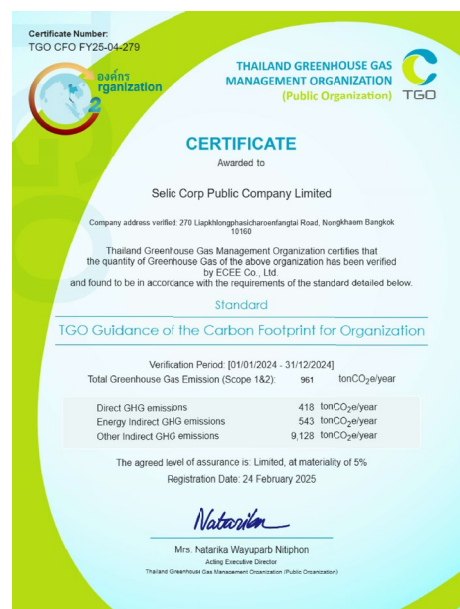 Certificate Number:
TGO CFO FY25-04-279
องค์กร
rganization
2
THAILAND GREENHOUSE GAS
MANAGEMENT ORGANIZATION
(Public Organization)
TGO
CERTIFICATE
Awarded to
Selic Corp Public Company Limited
Company address verified: 270 Liapkhlongphasicharoenfangtai Road, Nongkhaem Bangkok
10160
Thailand Greenhouse Gas Management Organization certifies that
the quantity of Greenhouse Gas of the above organization has been verified
by ECEE Co., Ltd.
and found to be in accordance with the requirements of the standard detailed below.
Standard
TGO Guidance of the Carbon Footprint for Organization
Verification Period: [01/01/2024 - 31/12/2024]
Total Greenhouse Gas Emission (Scope 1&2): 961 tonCO2e/year
Direct GHG emissions 418 tonCO2e/year
Energy Indirect GHG emissions 543 tonCO2e/year
Other Indirect GHG emissions 9,128 tonCO2e/year
The agreed level of assurance is: Limited, at materiality of 5%
Registration Date: 24 February 2025
Natarika
Mrs. Natarika Wayuparb Nitiphon
Acting Executive Director
Thailand Greenhouse Gas Management Organization (Public Organization)